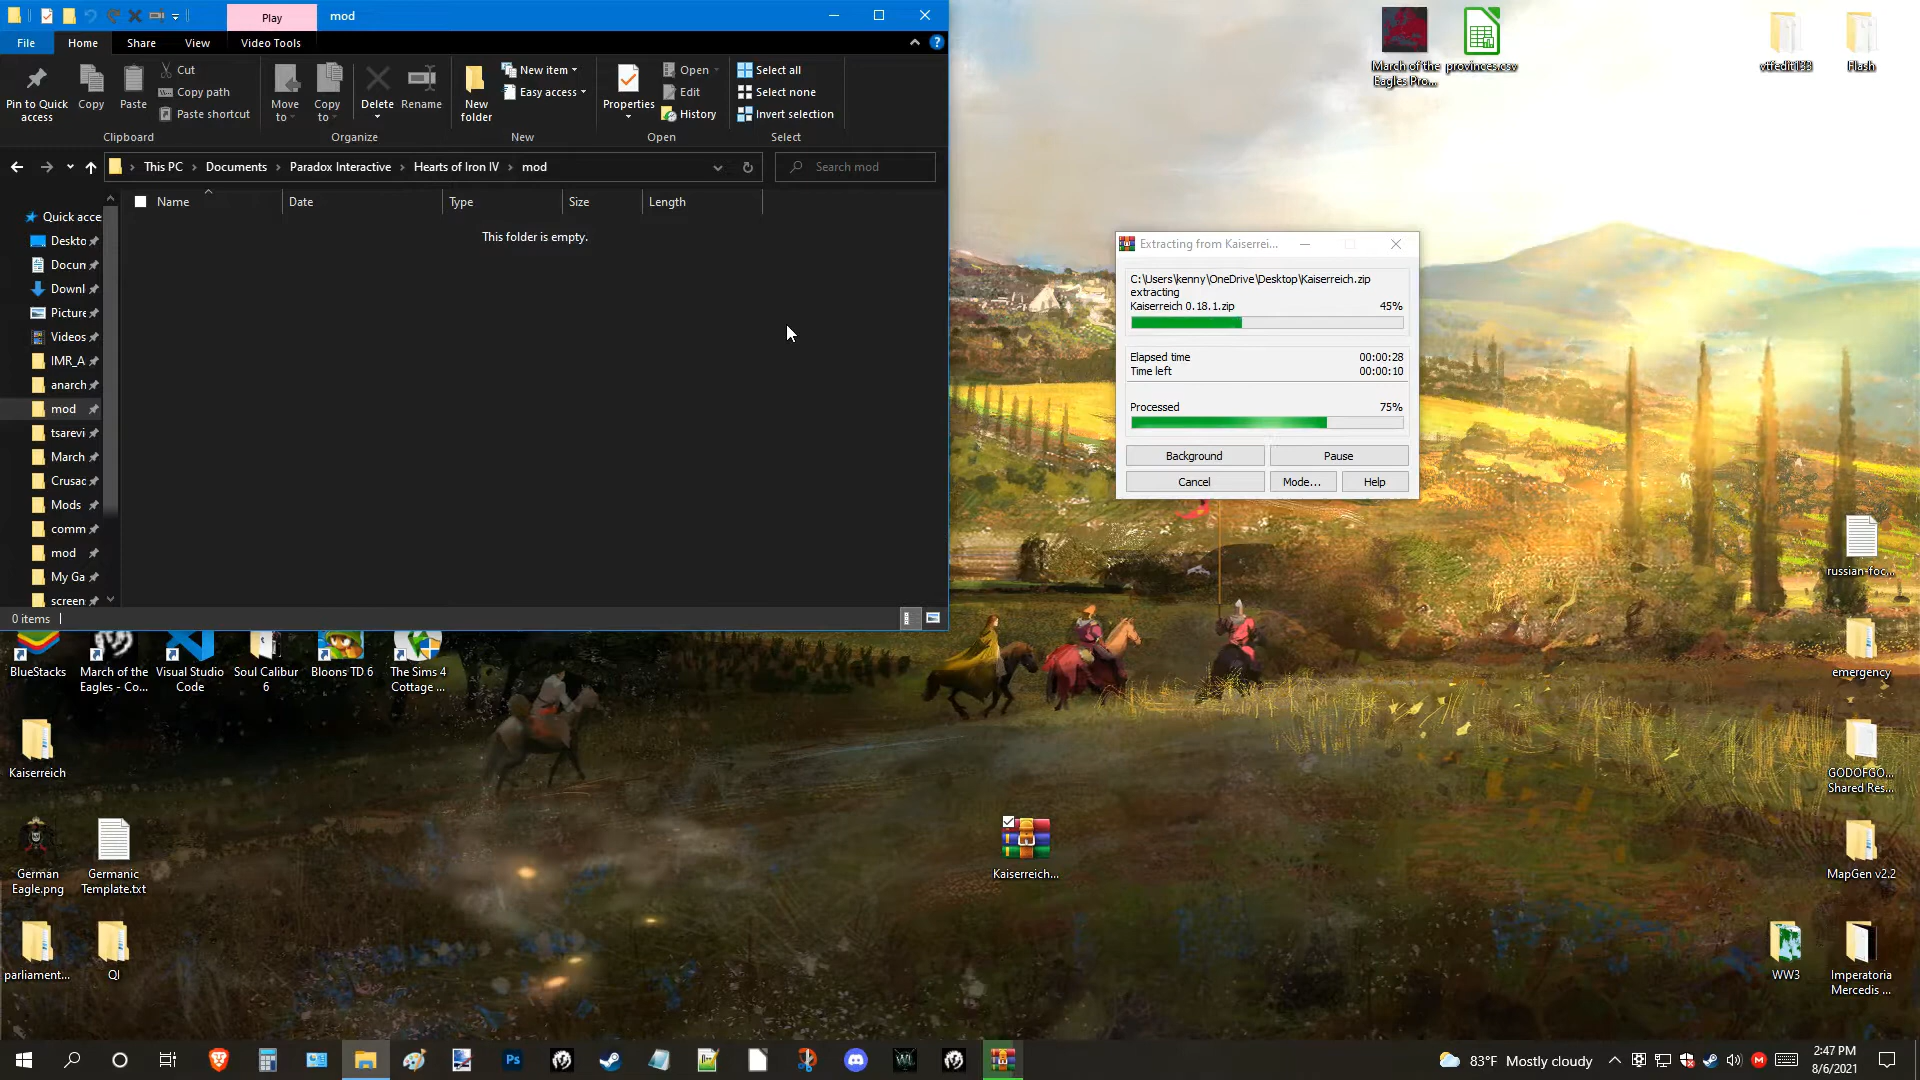 Play
mod
File
Home
Share
View
Video Tools
Pin to Quick
access
Copy
Paste
Cut
Copy path
Paste shortcut
Clipboard
Move
to
Copy
to
Delete
Rename
Organize
New
folder
New item
Easy access
New
Properties
Open
Edit
History
Open
Select all
Select none
Invert selection
Select
This PC
Documents
Paradox Interactive
Hearts of Iron IV
mod
Search mod
Name
Date
Type
Size
Length
This folder is empty.
Quick acce
Deskto
Docun
Downl
Picture
Videos
IMR_A
anarch
mod
tsarevi
March
Crusac
Mods
comm
mod
My Ga
screen
0 items
March of the
Eagles Pro...
provinces.csv
vtfedit133
Flash
Extracting from Kaiserrei...
C:\Users\kenny\OneDrive\Desktop\Kaiserreich.zip
extracting
Kaiserreich 0.18.1.zip
45%
Elapsed time
00:00:28
Time left
00:00:10
Processed
75%
Background
Pause
Cancel
Mode...
Help
russian-foc...
emergency
GODOFGO...
Shared Res...
MapGen v2.2
WW3
Imperatoria
Mercedis ...
BlueStacks
March of the
Eagles - Co...
Visual Studio
Code
Soul Calibur
6
Bloons TD 6
The Sims 4
Cottage ...
Kaiserreich
German
Eagle.png
Germanic
Template.txt
parliament...
QI
Kaiserreich...
Ps
83°F Mostly cloudy
2:47 PM
8/6/2021